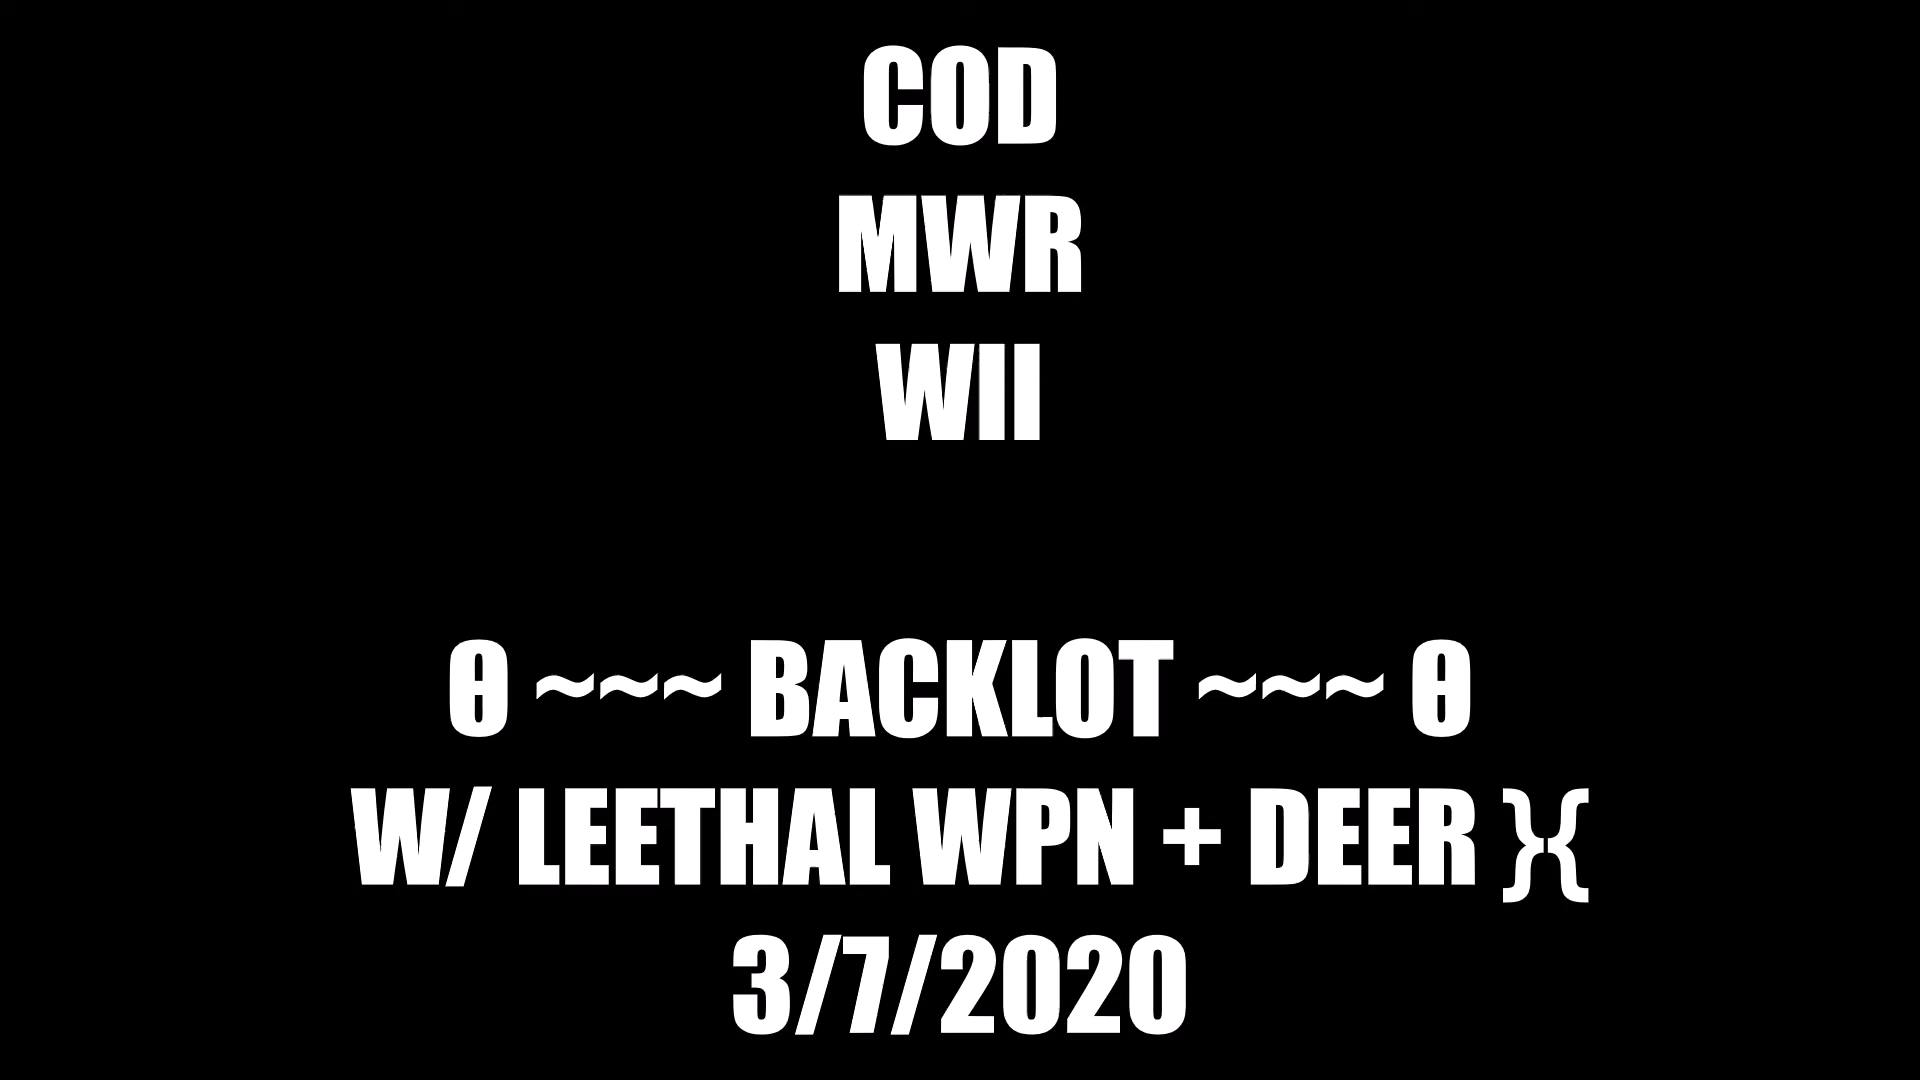 COD
MWR
WII
θ ~~~ BACKLOT ~~~ θ
W/ LEETHAL WPN + DEER }{
3/7/2020